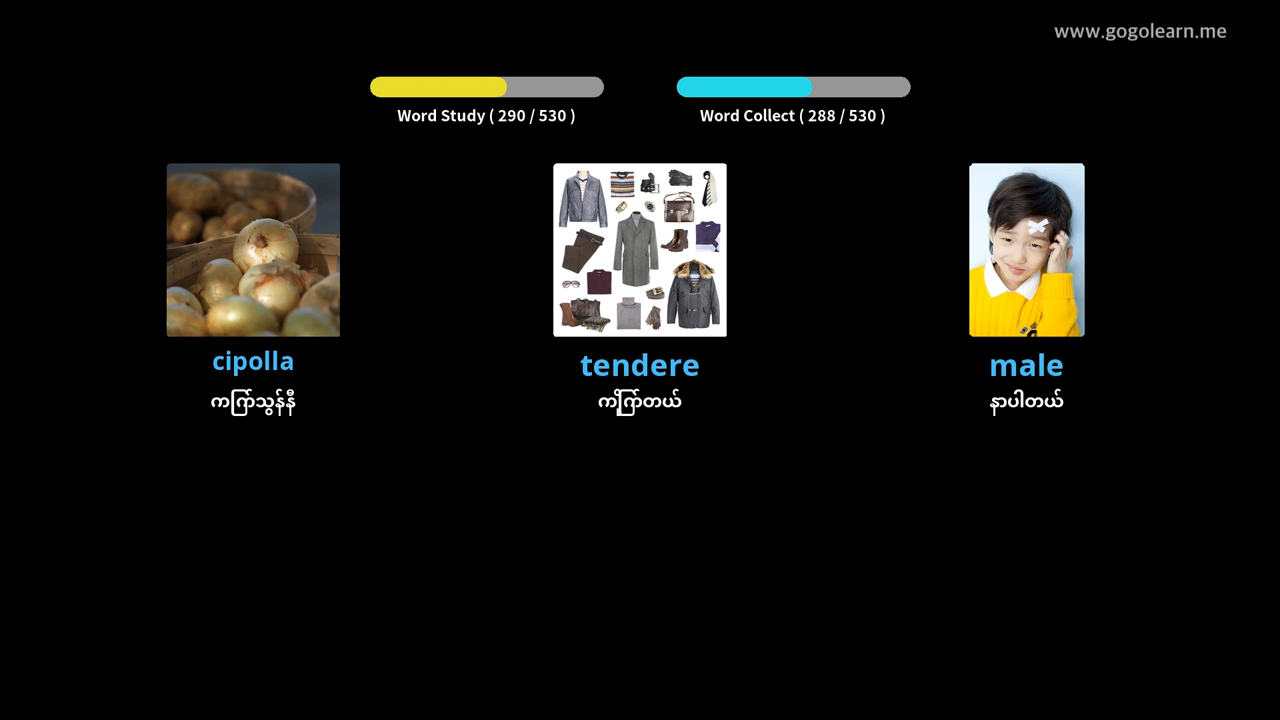 www.gogolearn.me
Word Study ( 290 / 530 )
Word Collect ( 288 / 530 )
cipolla
tendere
male
ကြက်သွန်နီ
ကြိုက်တယ်
နာပါတယ်